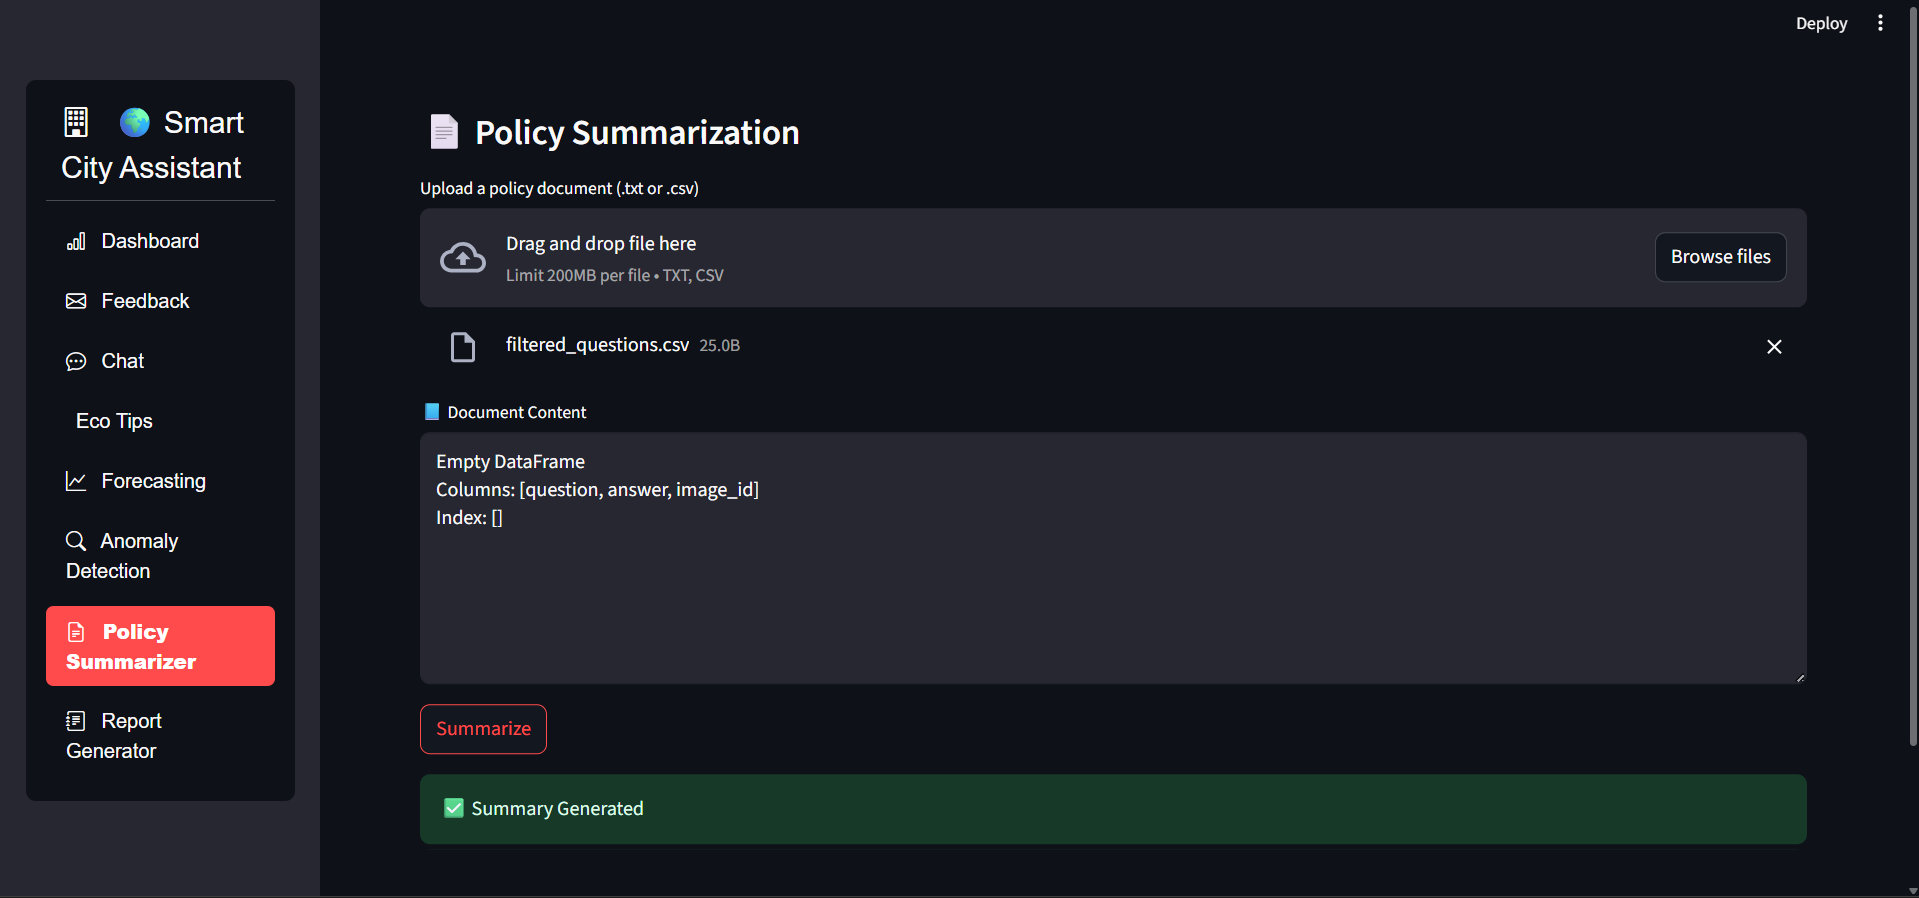 Deploy
Smart
City Assistant
Dashboard
Feedback
Chat
Eco Tips
Forecasting
Anomaly
Detection
Policy
Summarizer
Report
Generator
Policy Summarization
Upload a policy document (.txt or .csv)
Drag and drop file here
Limit 200MB per file • TXT, CSV
Browse files
filtered_questions.csv 25.0B
Document Content
Empty DataFrame
Columns: [question, answer, image_id]
Index: []
Summarize
Summary Generated